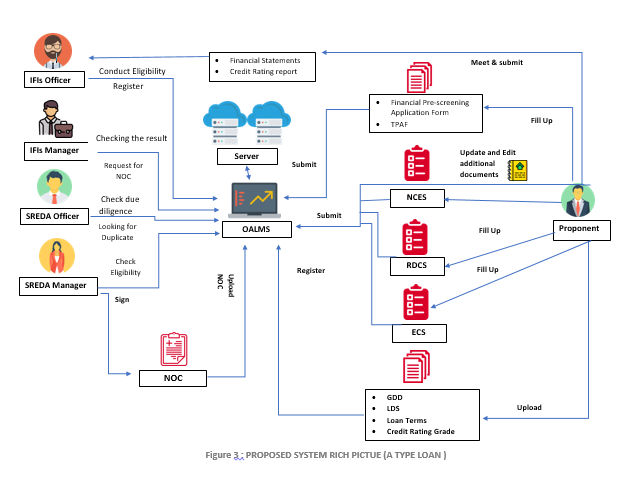 Financial Statements
Credit Rating report
Meet & submit
IFIs Officer
Conduct Eligibility
Register
Financial Pre-screening
Application Form
TPAF
Fill Up
IFIs Manager
Checking the result
Request for
NOC
Server
Submit
Update and Edit
additional
documents
NCES
SREDA Officer
Check due
diligence
Looking for
Duplicate
OALMS
Submit
Proponent
Fill Up
RDCS
Fill Up
SREDA Manager
Check
Eligibility
Sign
Upload
NOC
Register
ECS
NOC
GDD
LDS
Loan Terms
Credit Rating Grade
Upload
Figure 3 : PROPOSED SYSTEM RICH PICTUE (A TYPE LOAN )